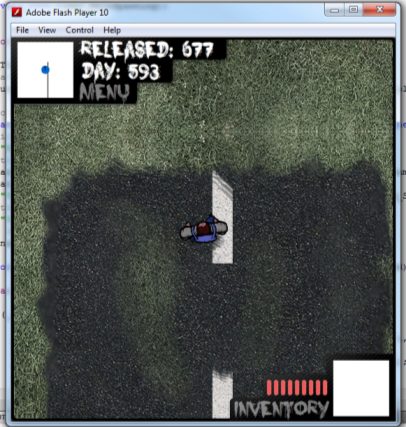 Adobe Flash Player 10
File View Control Help
RELEASED: 677
DAY: 593
MENU
INVENTORY